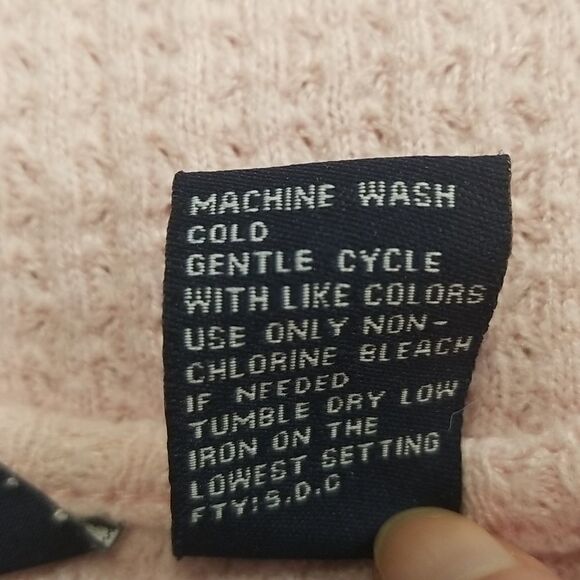 MACHINE WASH
COLD
GENTLE CYCLE
WITH LIKE COLORS
USE ONLY NON-
CHLORINE BLEACH
IF NEEDED
TUMBLE DRY LOW
IRON ON THE
LOWEST SETTING
FTY:S.D.C